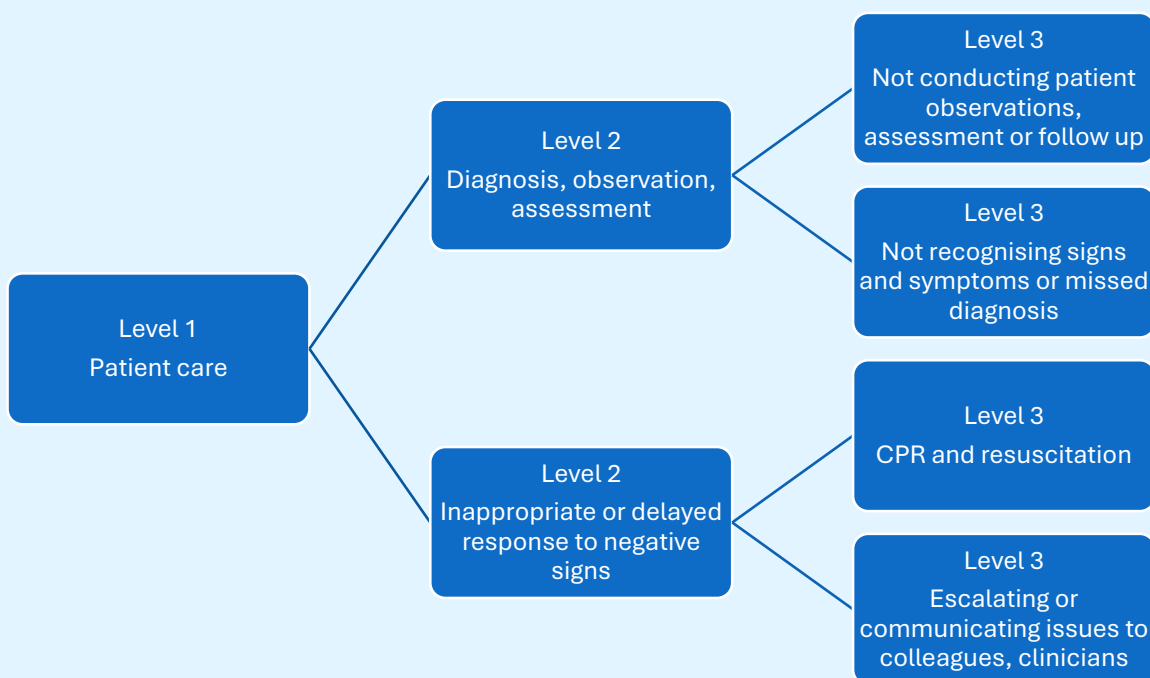 Level 1
Patient care
Level 2
Diagnosis, observation,
assessment
Level 3
Not conducting patient
observations,
assessment or follow up
Level 3
Not recognising signs
and symptoms or missed
diagnosis
Level 2
Inappropriate or delayed
response to negative
signs
Level 3
CPR and resuscitation
Level 3
Escalating or
communicating issues to
colleagues, clinicians